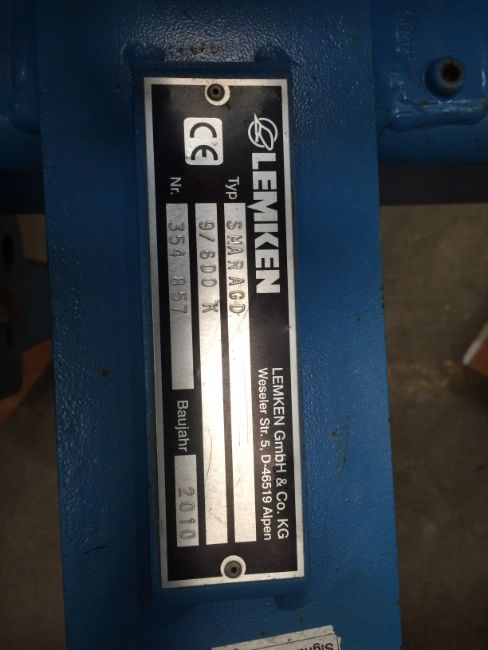 LEMKEN
LEMKEN GmbH & Co. KG
Weseler Str. 5, D-46519 Alpen
Typ SMARAGD
9/600 K
CE
Nr. 354 857 Baujahr 2010